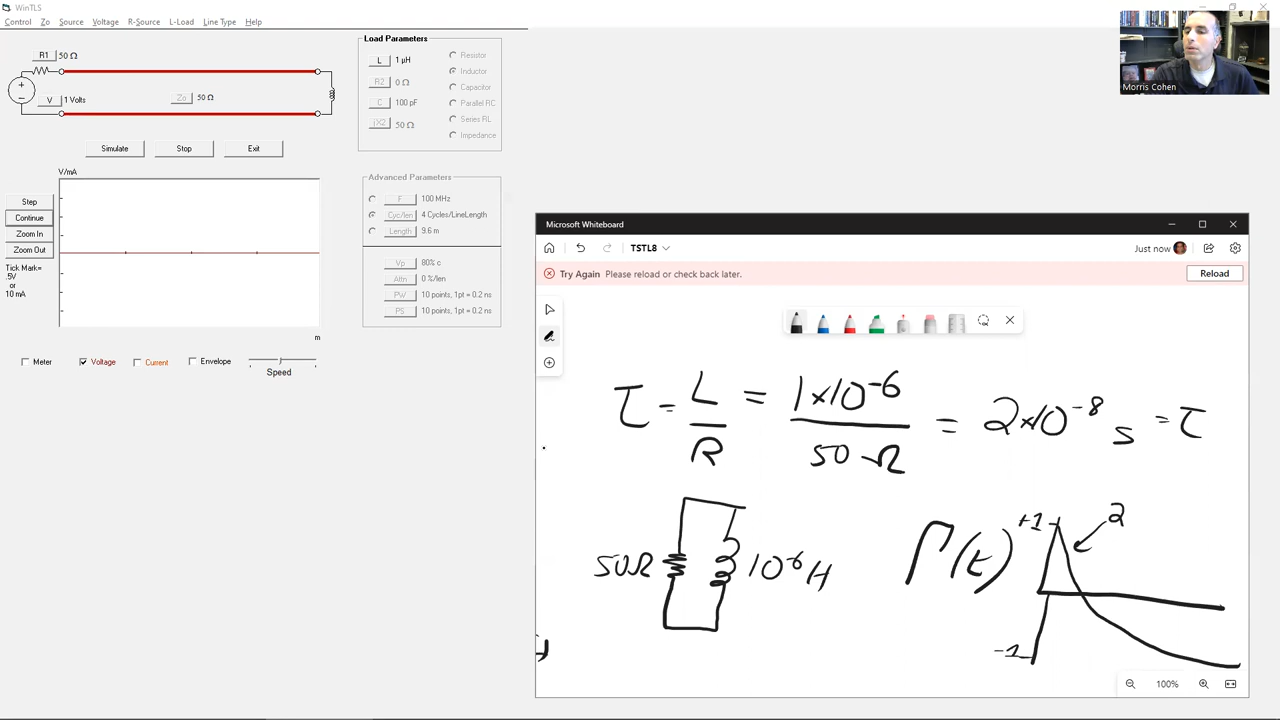 WinTLS
Control Zo Source Voltage R-Source L-Load Line Type Help
R1 50 Ω
V 1 Volts
Zo 50 Ω
Simulate Stop Exit
Load Parameters
L 1 µH
R2 0 Ω
C 100 pF
jX2 50 Ω
Resistor
Inductor
Capacitor
Parallel RC
Series RL
Impedance
V/mA
Step
Continue
Zoom In
Zoom Out
Tick Mark=
5V
or
10 mA
m
Advanced Parameters
F 100 MHz
Cyc/len 4 Cycles/LineLength
Length 9.6 m
Vp 80% c
Attn 0 %/len
PW 10 points, 1pt = 0.2 ns
PS 10 points, 1pt = 0.2 ns
Meter Voltage Current Envelope
Speed
Morris Cohen
Microsoft Whiteboard
TSTL8 Just now
Try Again Please reload or check back later. Reload
τ = L/R = 1×10⁻⁶/50 Ω = 2×10⁻⁸ s = τ
50Ω 10⁻⁶ H
Γ(t) +1 2
-1
100%